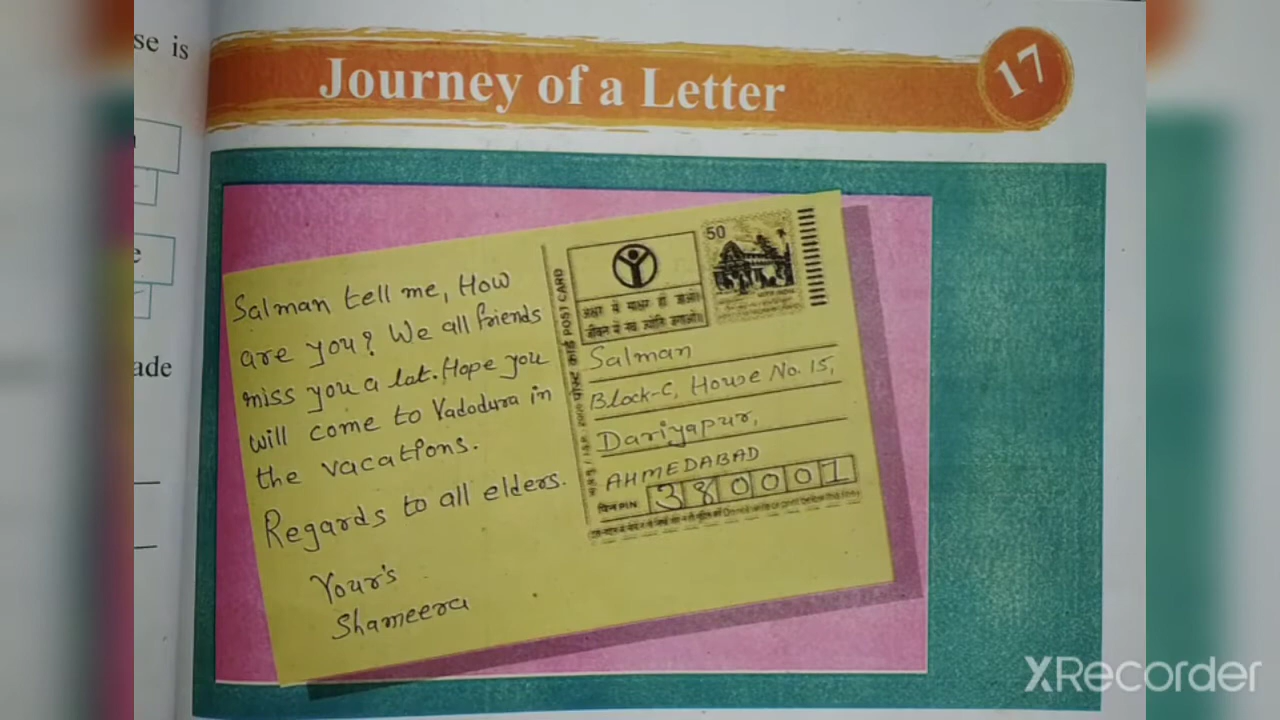 se is
ade
Journey of a Letter
17
Salman tell me, How
are you? We all friends
miss you a lot. Hope you
will come to Vadodura in
the vacations.
Regards to all elders.
Your's
Shameera
पोस्ट कार्ड POST CARD
50
Salman
Block-C, House No. 15,
Dariyapur,
AHMEDABAD
पिन PIN 380001
XRecorder